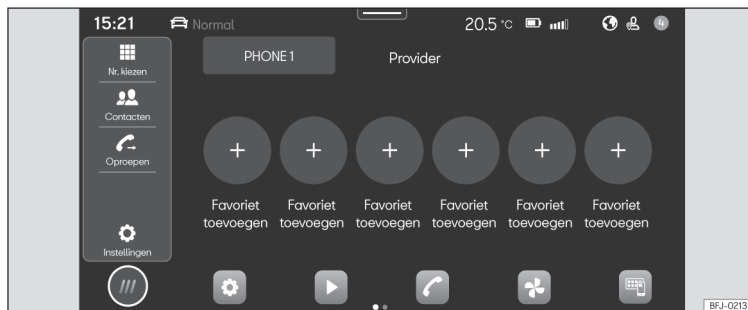 15:21
Normal
20.5 °C
4
PHONE 1
Provider
Nr. kiezen
Contacten
Oproepen
Instellingen
Favoriet toevoegen
Favoriet toevoegen
Favoriet toevoegen
Favoriet toevoegen
Favoriet toevoegen
Favoriet toevoegen
BFJ-0213